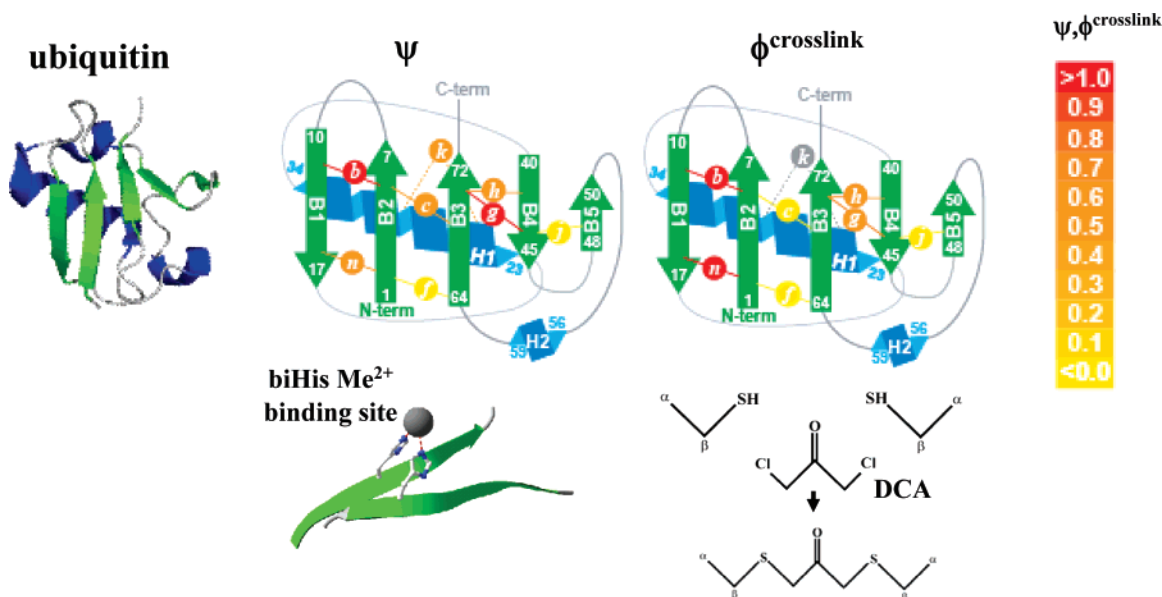 ubiquitin
ψ
ϕcrosslink
ψ,ϕcrosslink
C-term
10
7
72
40
34
k
b
h
c
g
50
B1
B2
B3
B4
B5
j
48
H1
45
23
n
f
17
1
64
N-term
56
H2
59
C-term
10
7
72
40
34
k
b
h
c
g
50
B1
B2
B3
B4
B5
j
48
H1
45
23
n
f
17
1
64
N-term
56
H2
59
>1.0
0.9
0.8
0.7
0.6
0.5
0.4
0.3
0.2
0.1
<0.0
biHis Me2+
binding site
α
SH
β
SH
α
β
O
Cl
Cl
DCA
O
α
S
S
α
β
β